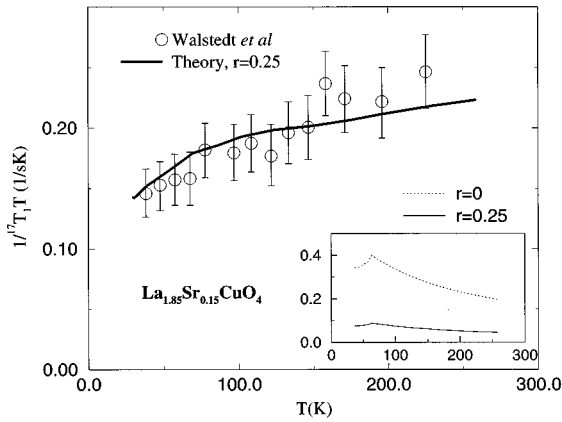 Walstedt et al
Theory, r=0.25
0.20
0.10
0.00
1/¹⁷T₁T (1/sK)
La₁.₈₅Sr₀.₁₅CuO₄
r=0
r=0.25
0.4
0.2
0.0
0 100 200 300
0.0 100.0 200.0 300.0
T(K)